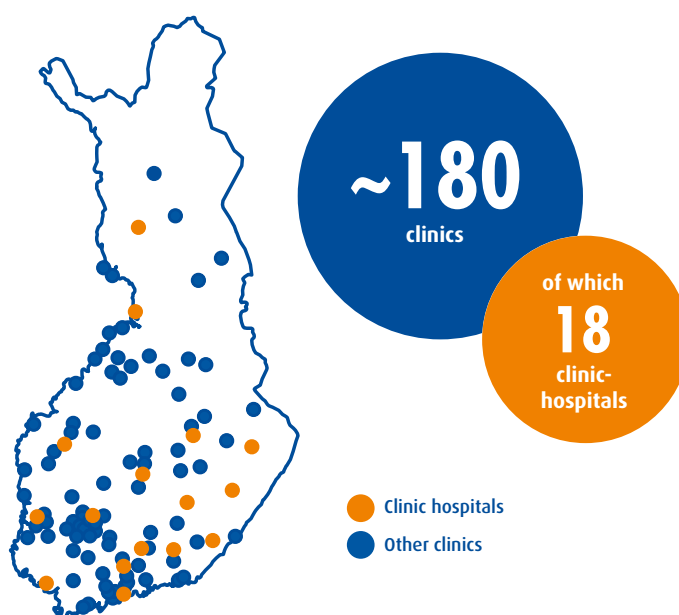 ~180
clinics
of which
18
clinic-
hospitals
Clinic hospitals
Other clinics